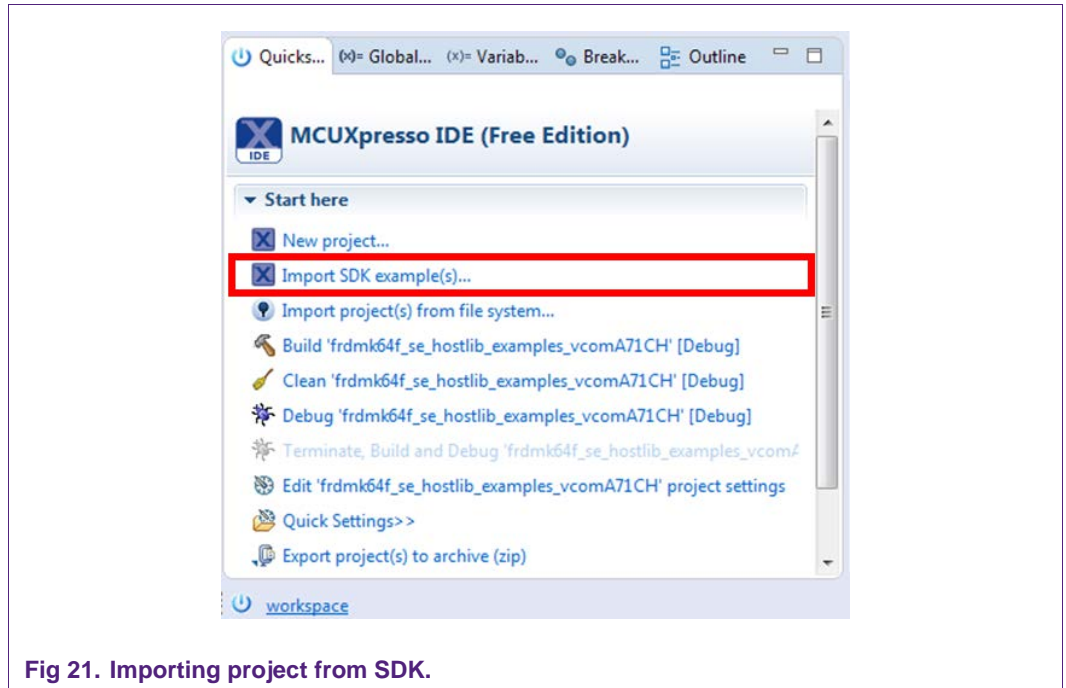 Quicks... (x)= Global... (x)= Variab... Break... Outline
MCUXpresso IDE (Free Edition)
IDE
Start here
New project...
Import SDK example(s)...
Import project(s) from file system...
Build 'frdmk64f_se_hostlib_examples_vcomA71CH' [Debug]
Clean 'frdmk64f_se_hostlib_examples_vcomA71CH' [Debug]
Debug 'frdmk64f_se_hostlib_examples_vcomA71CH' [Debug]
Terminate, Build and Debug 'frdmk64f_se_hostlib_examples_vcomA
Edit 'frdmk64f_se_hostlib_examples_vcomA71CH' project settings
Quick Settings>>
Export project(s) to archive (zip)
workspace
Fig 21. Importing project from SDK.